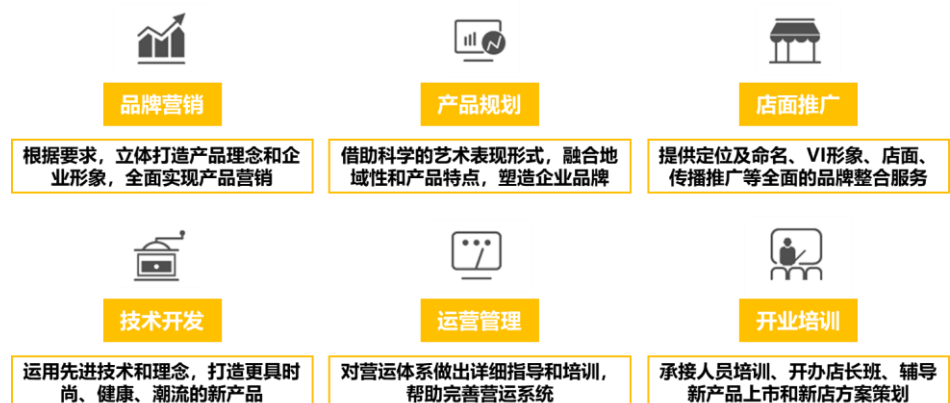 品牌营销
根据要求，立体打造产品理念和企
业形象，全面实现产品营销
产品规划
借助科学的艺术表现形式，融合地
域性和产品特点，塑造企业品牌
店面推广
提供定位及命名、VI形象、店面、
传播推广等全面的品牌整合服务
技术开发
运用先进技术和理念，打造更具时
尚、健康、潮流的新产品
运营管理
对营运体系做出详细指导和培训，
帮助完善营运系统
开业培训
承接人员培训、开办店长班、辅导
新产品上市和新店方案策划